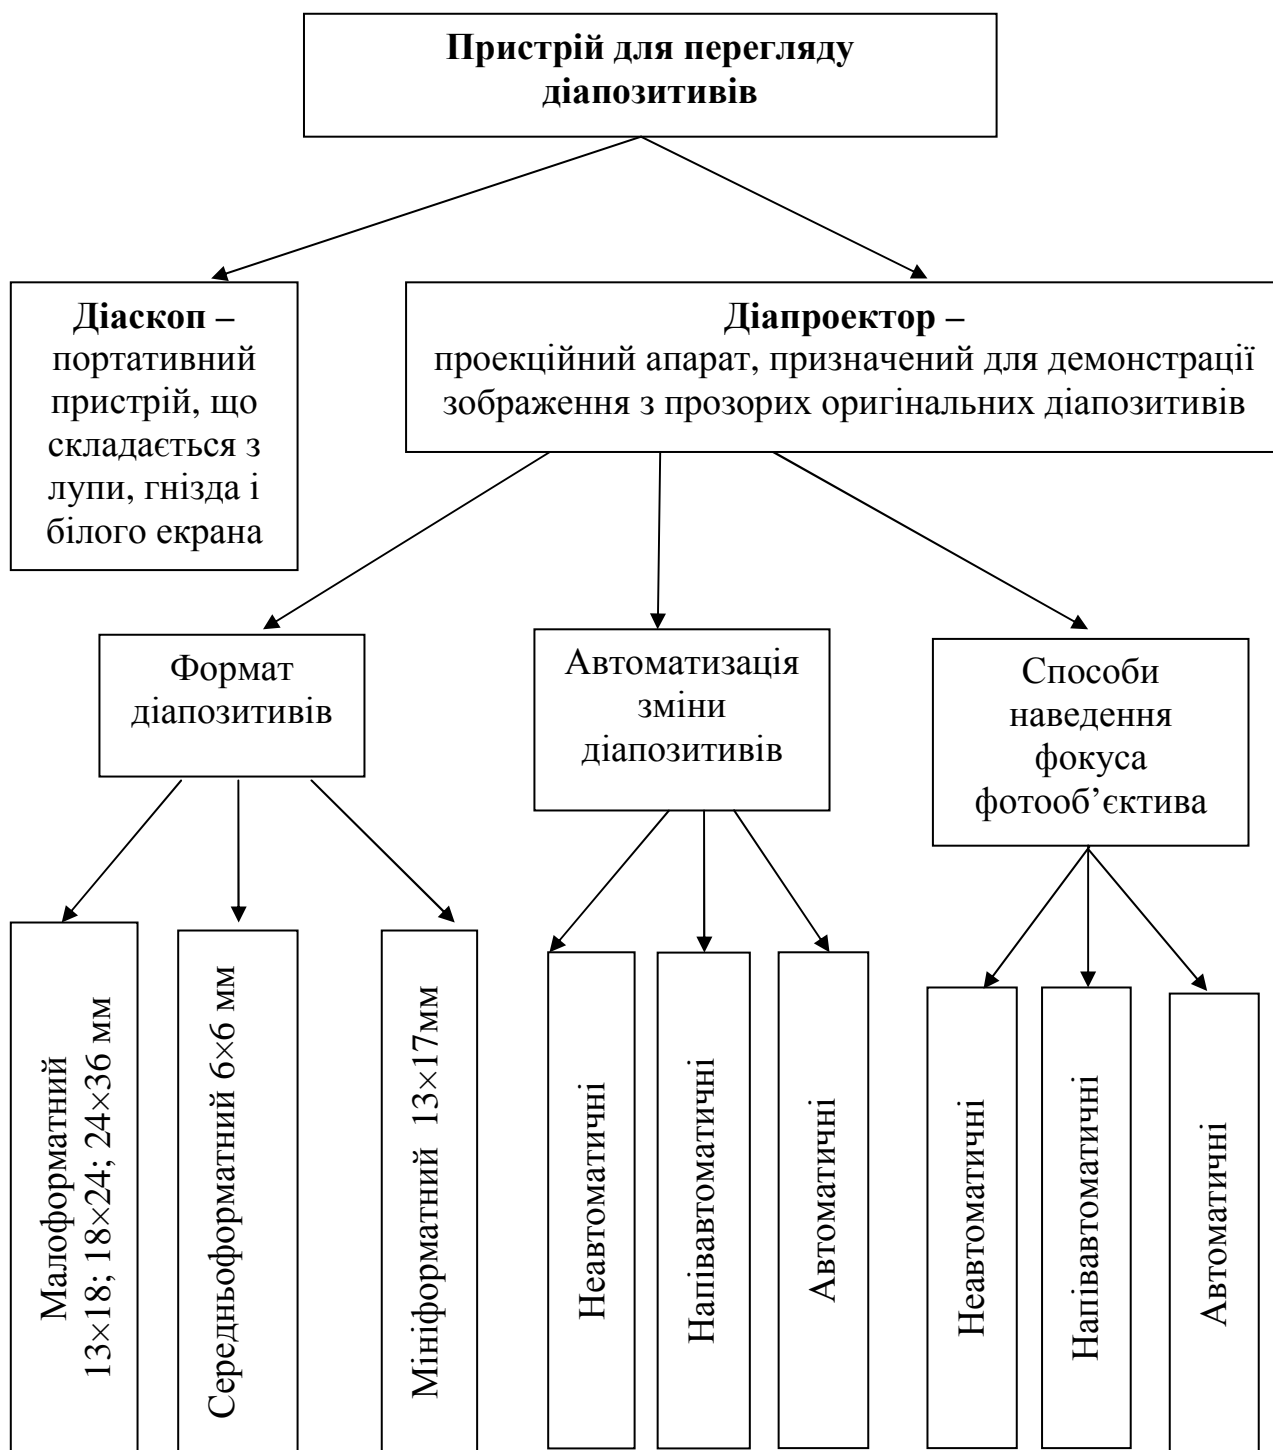 Пристрій для перегляду
діапозитивів
Діаскоп –
портативний
пристрій, що
складається з
лупи, гнізда і
білого екрана
Діапроектор –
проекційний апарат, призначений для демонстрації
зображення з прозорих оригінальних діапозитивів
Формат
діапозитивів
Автоматизація
зміни
діапозитивів
Способи
наведення
фокуса
фотооб’єктива
Малоформатний
13×18; 18×24; 24×36 мм
Середньоформатний 6×6 мм
Мініформатний 13×17мм
Неавтоматичні
Напівавтоматичні
Автоматичні
Неавтоматичні
Напівавтоматичні
Автоматичні